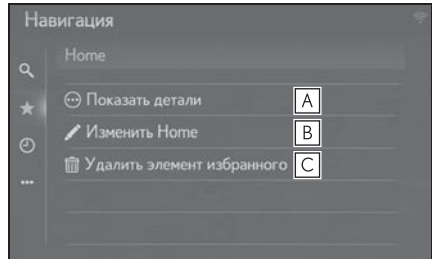 Навигация
Home
Показать детали A
Изменить Home B
Удалить элемент избранного C